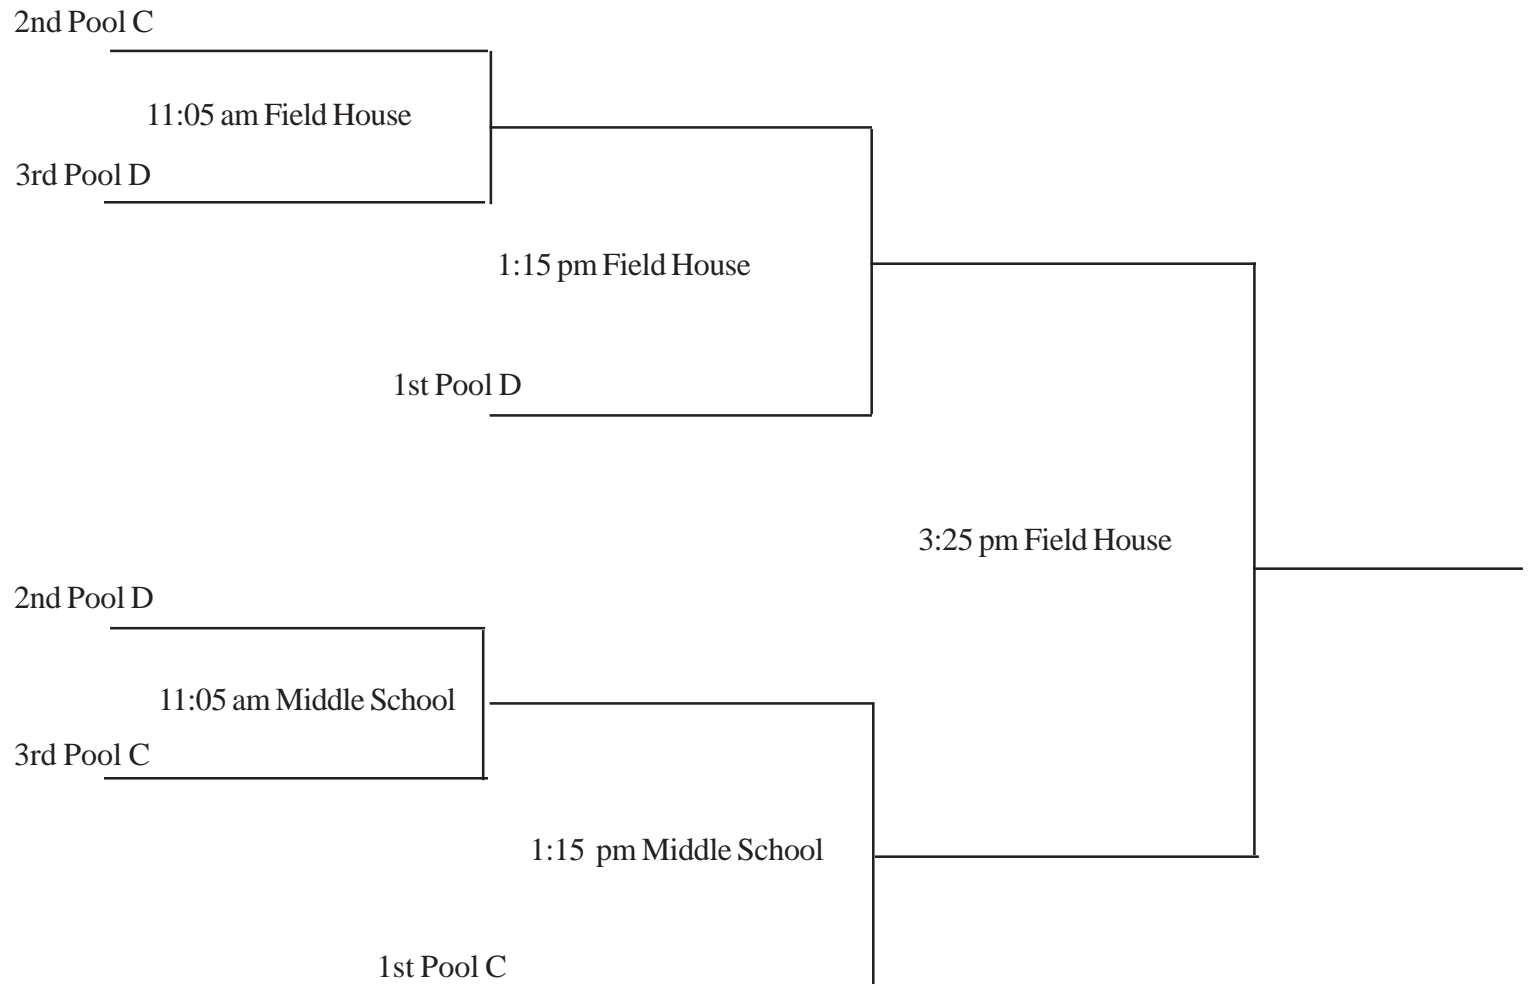 2nd Pool C
11:05 am Field House
3rd Pool D
1:15 pm Field House
1st Pool D
3:25 pm Field House
2nd Pool D
11:05 am Middle School
3rd Pool C
1:15 pm Middle School
1st Pool C